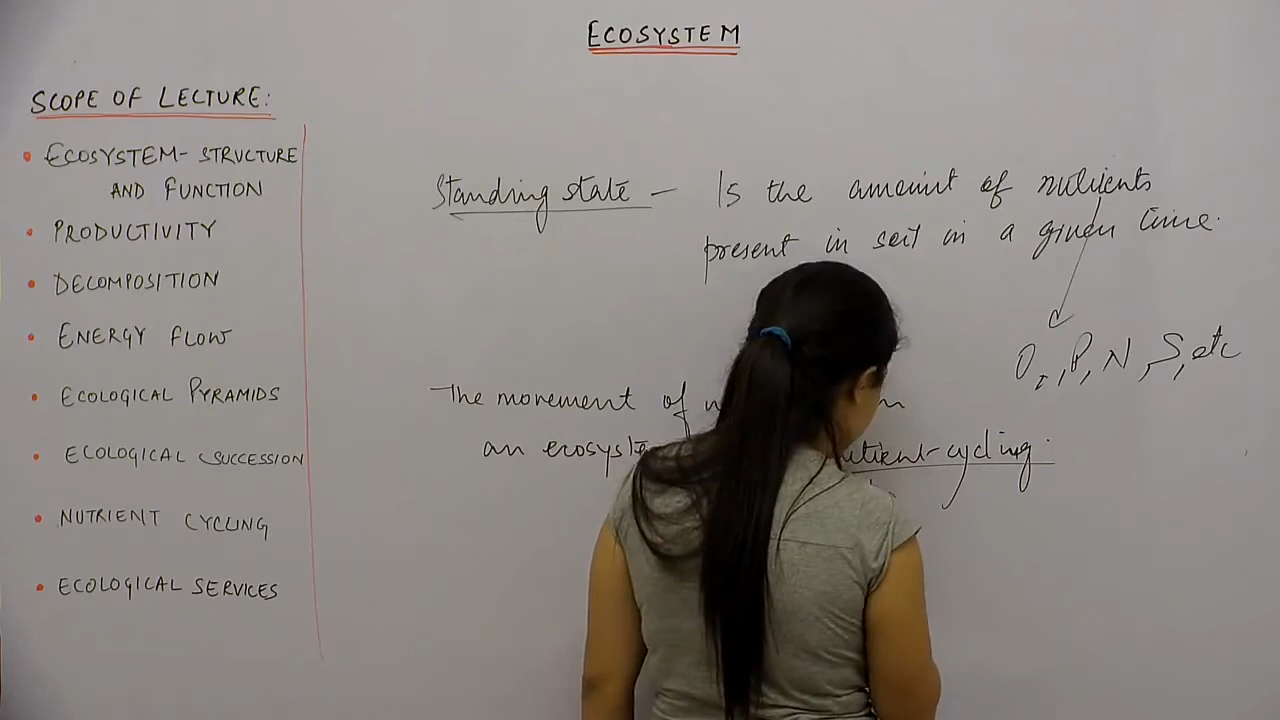 ECOSYSTEM
SCOPE OF LECTURE:
• ECOSYSTEM- STRUCTURE
AND FUNCTION
• PRODUCTIVITY
• DECOMPOSITION
• ENERGY FLOW
• ECOLOGICAL PYRAMIDS
• ECOLOGICAL SUCCESSION
• NUTRIENT CYCLING
• ECOLOGICAL SERVICES
Standing state – Is the amount of nutrients
present in soil in a given time.
O₂, P, N, S, etc
The movement of
an cycling.